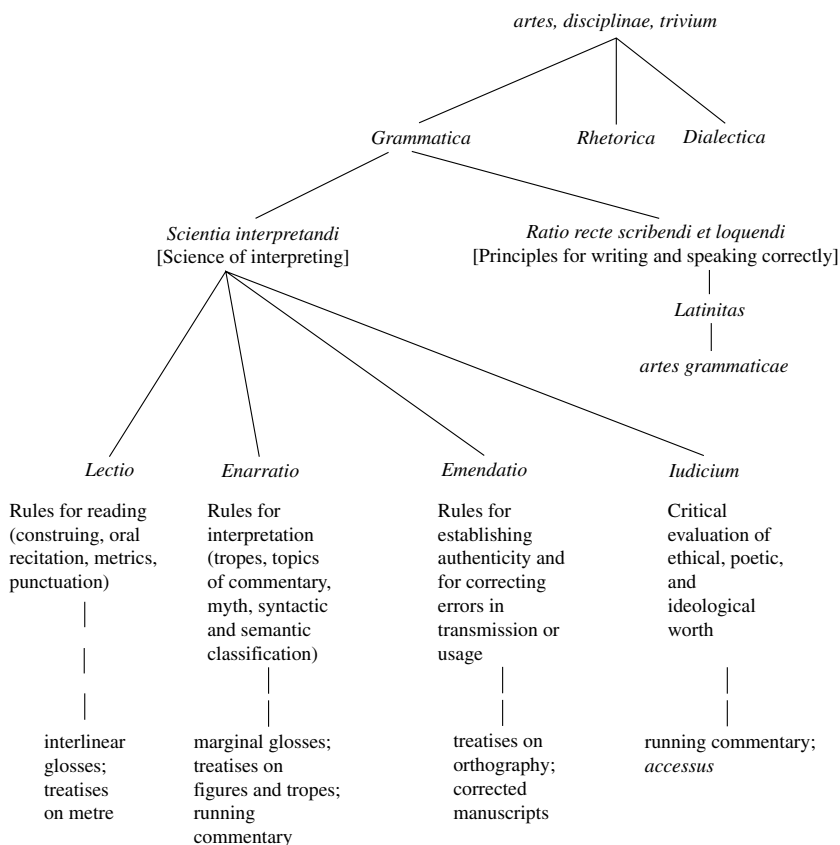 artes, disciplinae, trivium
Grammatica
Rhetorica
Dialectica
Scientia interpretandi
[Science of interpreting]
Ratio recte scribendi et loquendi
[Principles for writing and speaking correctly]
Latinitas
artes grammaticae
Lectio
Rules for reading
(construing, oral
recitation, metrics,
punctuation)
interlinear
glosses;
treatises
on metre
Enarratio
Rules for
interpretation
(tropes, topics
of commentary,
myth, syntactic
and semantic
classification)
marginal glosses;
treatises on
figures and tropes;
running
commentary
Emendatio
Rules for
establishing
authenticity and
for correcting
errors in
transmission or
usage
treatises on
orthography;
corrected
manuscripts
Iudicium
Critical
evaluation of
ethical, poetic,
and
ideological
worth
running commentary;
accessus